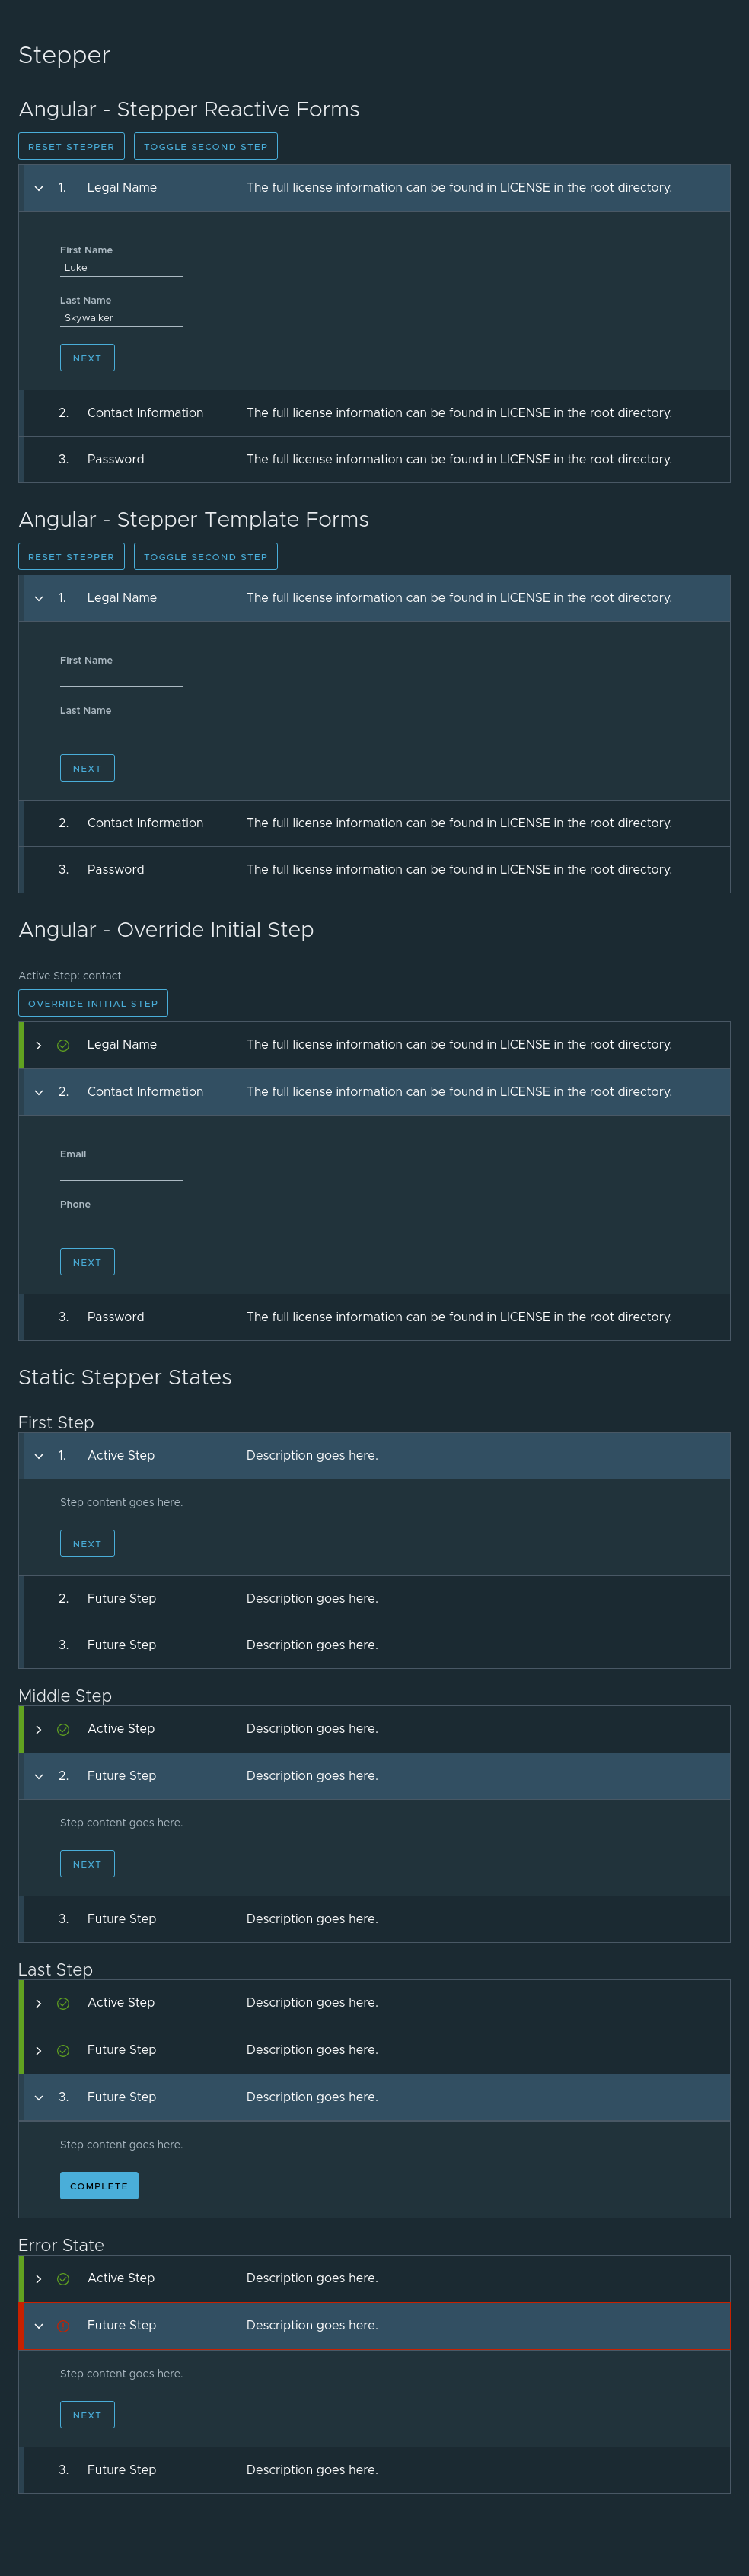 Stepper
Angular - Stepper Reactive Forms
RESET STEPPER TOGGLE SECOND STEP
1. Legal Name The full license information can be found in LICENSE in the root directory.
First Name
Luke
Last Name
Skywalker
NEXT
2. Contact Information The full license information can be found in LICENSE in the root directory.
3. Password The full license information can be found in LICENSE in the root directory.
Angular - Stepper Template Forms
RESET STEPPER TOGGLE SECOND STEP
1. Legal Name The full license information can be found in LICENSE in the root directory.
First Name
Last Name
NEXT
2. Contact Information The full license information can be found in LICENSE in the root directory.
3. Password The full license information can be found in LICENSE in the root directory.
Angular - Override Initial Step
Active Step: contact
OVERRIDE INITIAL STEP
Legal Name The full license information can be found in LICENSE in the root directory.
2. Contact Information The full license information can be found in LICENSE in the root directory.
Email
Phone
NEXT
3. Password The full license information can be found in LICENSE in the root directory.
Static Stepper States
First Step
1. Active Step Description goes here.
Step content goes here.
NEXT
2. Future Step Description goes here.
3. Future Step Description goes here.
Middle Step
Active Step Description goes here.
2. Future Step Description goes here.
Step content goes here.
NEXT
3. Future Step Description goes here.
Last Step
Active Step Description goes here.
Future Step Description goes here.
3. Future Step Description goes here.
Step content goes here.
COMPLETE
Error State
Active Step Description goes here.
Future Step Description goes here.
Step content goes here.
NEXT
3. Future Step Description goes here.